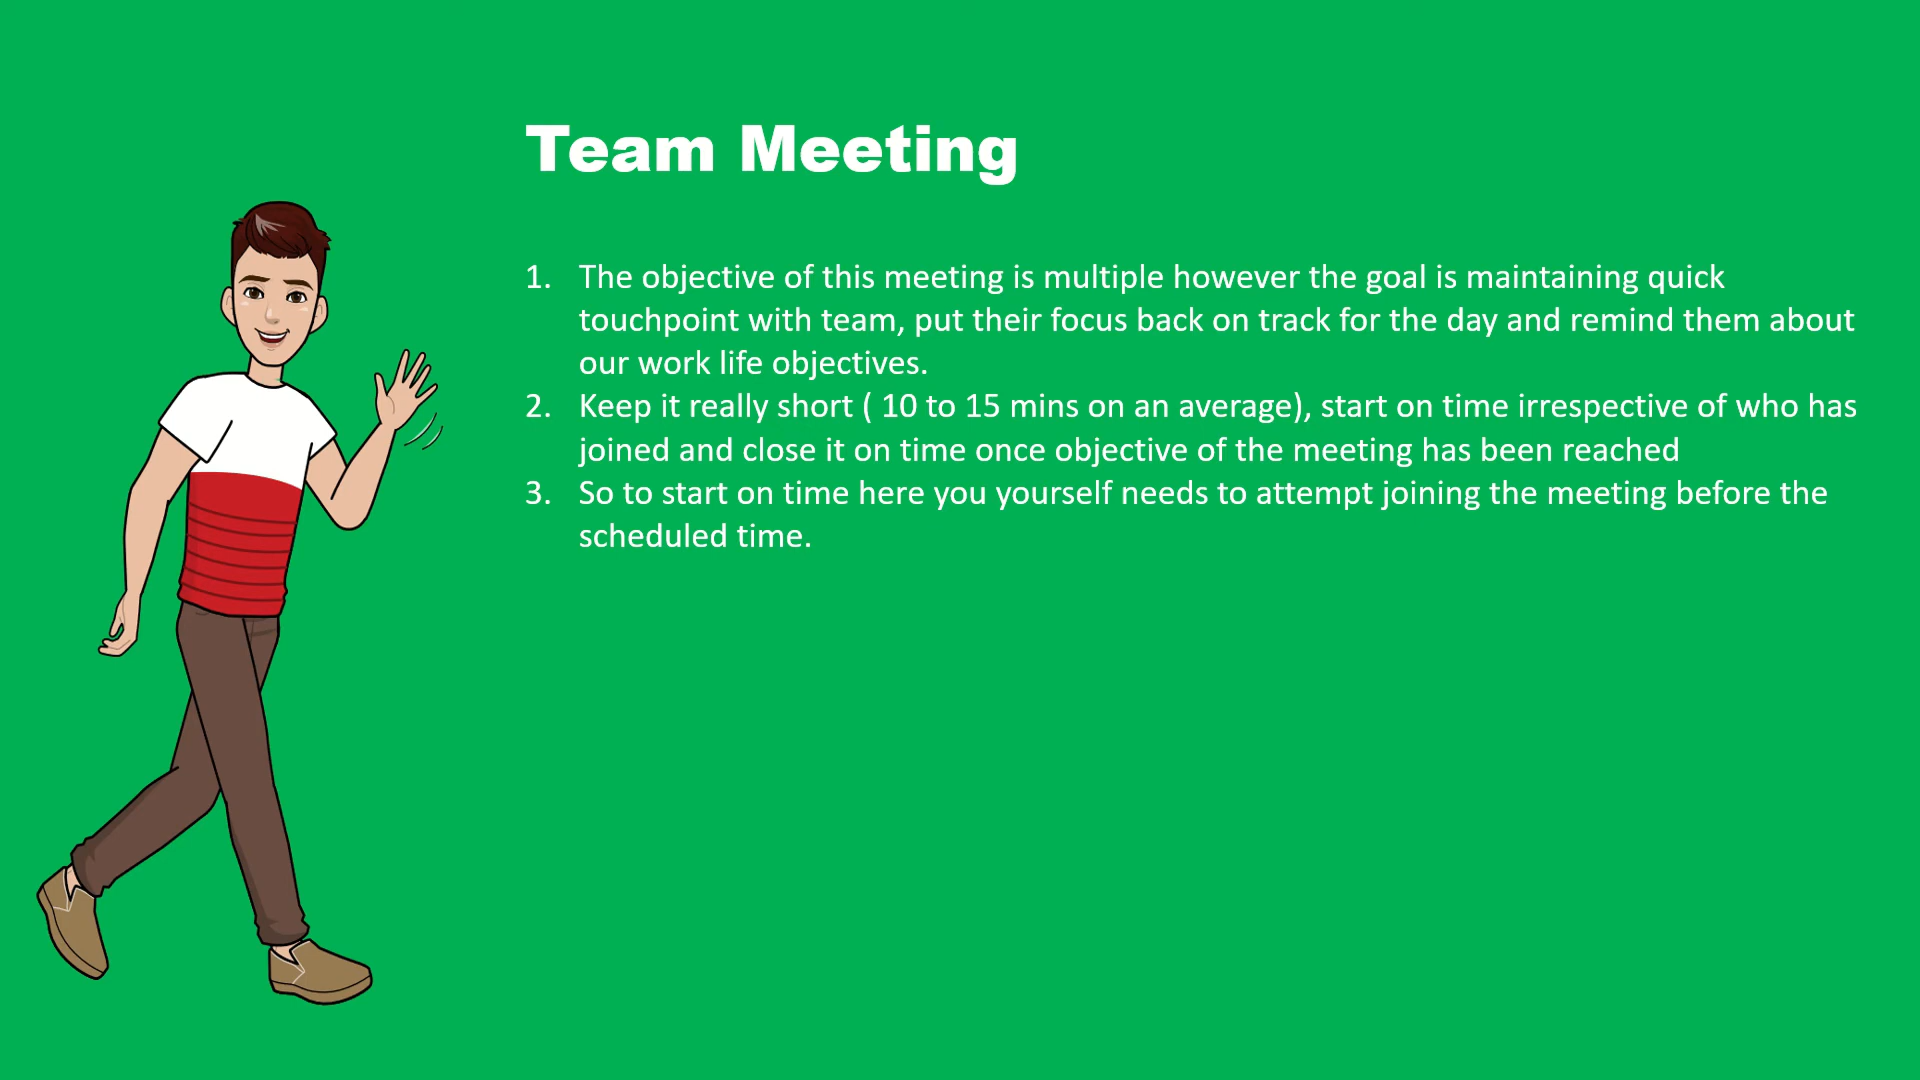 Team Meeting
1. The objective of this meeting is multiple however the goal is maintaining quick
touchpoint with team, put their focus back on track for the day and remind them about
our work life objectives.
2. Keep it really short ( 10 to 15 mins on an average), start on time irrespective of who has
joined and close it on time once objective of the meeting has been reached
3. So to start on time here you yourself needs to attempt joining the meeting before the
scheduled time.